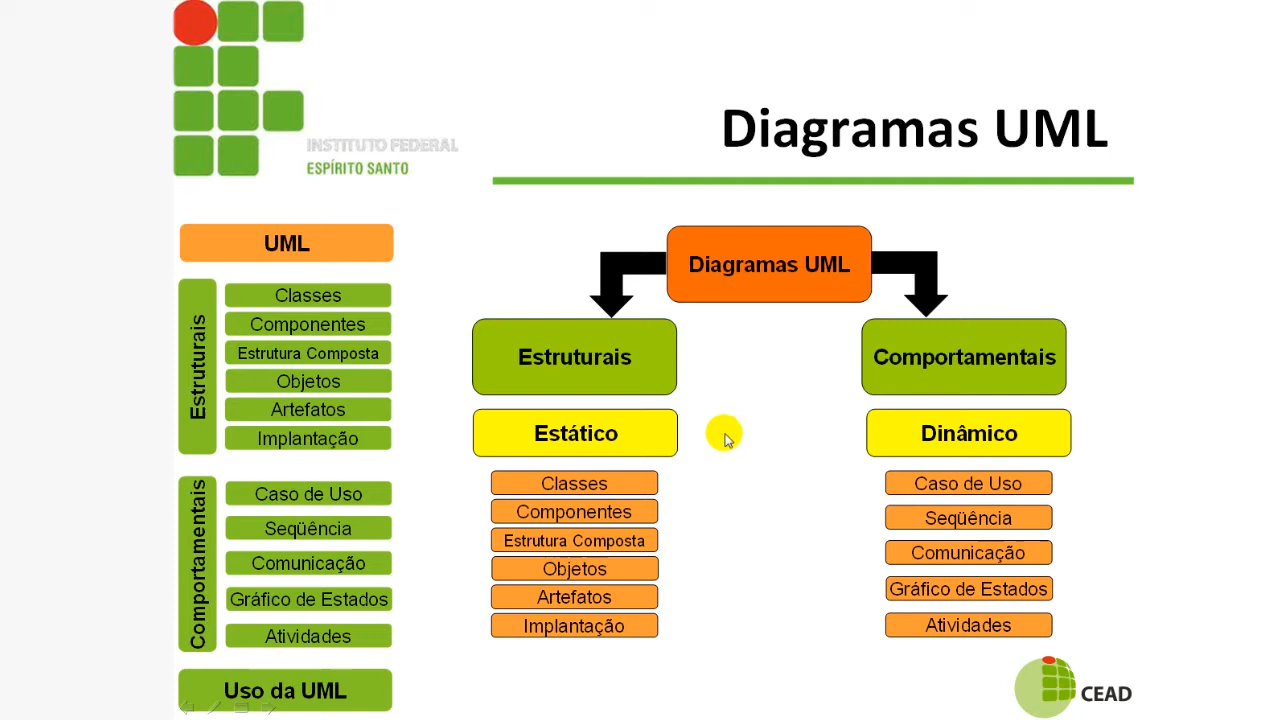 INSTITUTO FEDERAL
ESPÍRITO SANTO
Diagramas UML
UML
Estruturais
Classes
Componentes
Estrutura Composta
Objetos
Artefatos
Implantação
Comportamentais
Caso de Uso
Seqüência
Comunicação
Gráfico de Estados
Atividades
Uso da UML
Diagramas UML
Estruturais
Estático
Classes
Componentes
Estrutura Composta
Objetos
Artefatos
Implantação
Comportamentais
Dinâmico
Caso de Uso
Seqüência
Comunicação
Gráfico de Estados
Atividades
CEAD